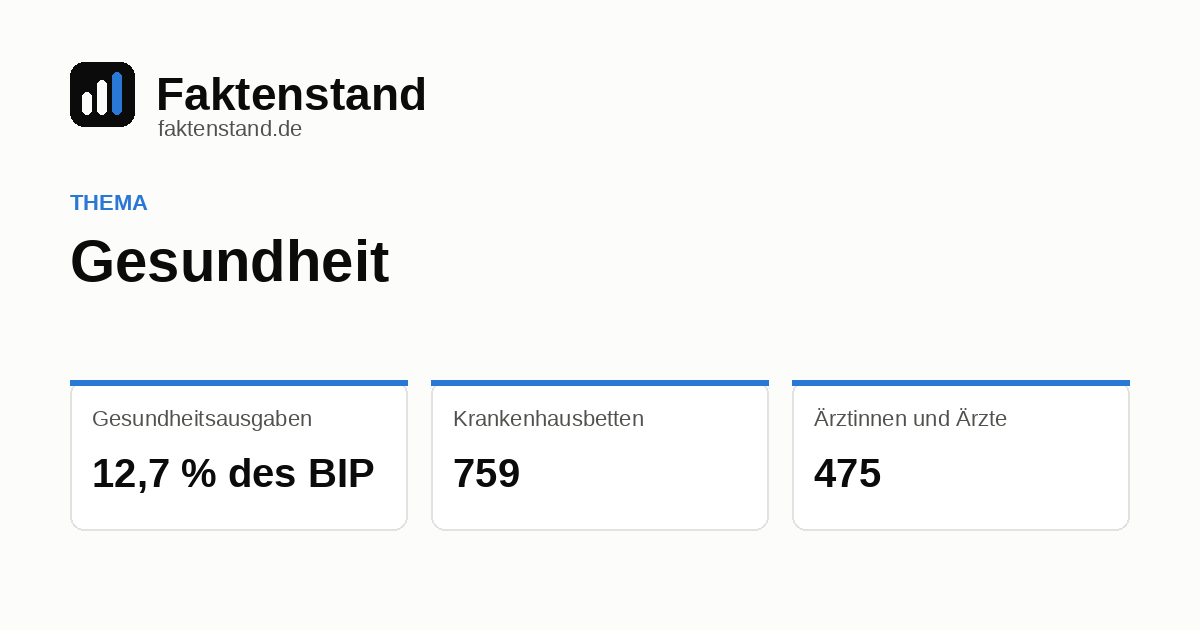 Faktenstand
faktenstand.de
THEMA
Gesundheit
Gesundheitsausgaben
12,7 % des BIP
Krankenhausbetten
759
Ärztinnen und Ärzte
475